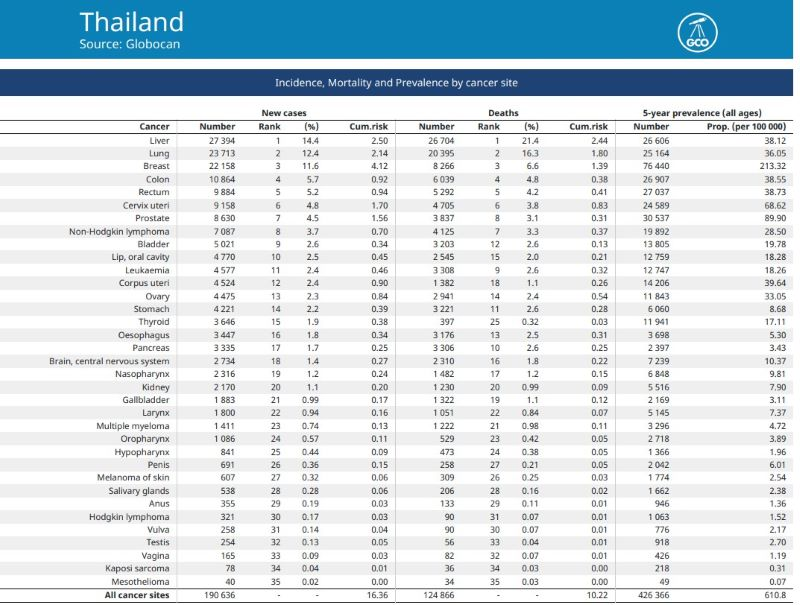 Thailand
Source: Globocan
GCO
Incidence, Mortality and Prevalence by cancer site
New cases Deaths 5-year prevalence (all ages)
Cancer Number Rank (%) Cum.risk Number Rank (%) Cum.risk Number Prop. (per 100 000)
Liver 27 394 1 14.4 2.50 26 704 1 21.4 2.44 26 606 38.12
Lung 23 713 2 12.4 2.14 20 395 2 16.3 1.80 25 164 36.05
Breast 22 158 3 11.6 4.12 8 266 3 6.6 1.39 76 440 213.32
Colon 10 864 4 5.7 0.92 6 039 4 4.8 0.38 26 907 38.55
Rectum 9 884 5 5.2 0.94 5 292 5 4.2 0.41 27 037 38.73
Cervix uteri 9 158 6 4.8 1.70 4 705 6 3.8 0.83 24 589 68.62
Prostate 8 630 7 4.5 1.56 3 837 8 3.1 0.31 30 537 89.90
Non-Hodgkin lymphoma 7 087 8 3.7 0.70 4 125 7 3.3 0.37 19 892 28.50
Bladder 5 021 9 2.6 0.34 3 203 12 2.6 0.13 13 805 19.78
Lip, oral cavity 4 770 10 2.5 0.45 2 545 15 2.0 0.21 12 759 18.28
Leukaemia 4 577 11 2.4 0.46 3 308 9 2.6 0.32 12 747 18.26
Corpus uteri 4 524 12 2.4 0.90 1 382 18 1.1 0.26 14 206 39.64
Ovary 4 475 13 2.3 0.84 2 941 14 2.4 0.54 11 843 33.05
Stomach 4 221 14 2.2 0.39 3 221 11 2.6 0.28 6 060 8.68
Thyroid 3 646 15 1.9 0.38 397 25 0.32 0.03 11 941 17.11
Oesophagus 3 447 16 1.8 0.34 3 176 13 2.5 0.31 3 698 5.30
Pancreas 3 335 17 1.7 0.25 3 306 10 2.6 0.25 2 397 3.43
Brain, central nervous system 2 734 18 1.4 0.27 2 310 16 1.8 0.22 7 239 10.37
Nasopharynx 2 316 19 1.2 0.24 1 482 17 1.2 0.15 6 848 9.81
Kidney 2 170 20 1.1 0.20 1 230 20 0.99 0.09 5 516 7.90
Gallbladder 1 883 21 0.99 0.17 1 322 19 1.1 0.12 2 169 3.11
Larynx 1 800 22 0.94 0.16 1 051 22 0.84 0.07 5 145 7.37
Multiple myeloma 1 411 23 0.74 0.13 1 222 21 0.98 0.11 3 296 4.72
Oropharynx 1 086 24 0.57 0.11 529 23 0.42 0.05 2 718 3.89
Hypopharynx 841 25 0.44 0.09 473 24 0.38 0.05 1 366 1.96
Penis 691 26 0.36 0.15 258 27 0.21 0.05 2 042 6.01
Melanoma of skin 607 27 0.32 0.06 309 26 0.25 0.03 1 774 2.54
Salivary glands 538 28 0.28 0.06 206 28 0.16 0.02 1 662 2.38
Anus 355 29 0.19 0.03 133 29 0.11 0.01 946 1.36
Hodgkin lymphoma 321 30 0.17 0.03 90 31 0.07 0.01 1 063 1.52
Vulva 258 31 0.14 0.04 90 30 0.07 0.01 776 2.17
Testis 254 32 0.13 0.05 56 33 0.04 0.01 918 2.70
Vagina 165 33 0.09 0.03 82 32 0.07 0.01 426 1.19
Kaposi sarcoma 78 34 0.04 0.01 36 34 0.03 0.00 218 0.31
Mesothelioma 40 35 0.02 0.00 34 35 0.03 0.00 49 0.07
All cancer sites 190 636 - - 16.36 124 866 - - 10.22 426 366 610.8